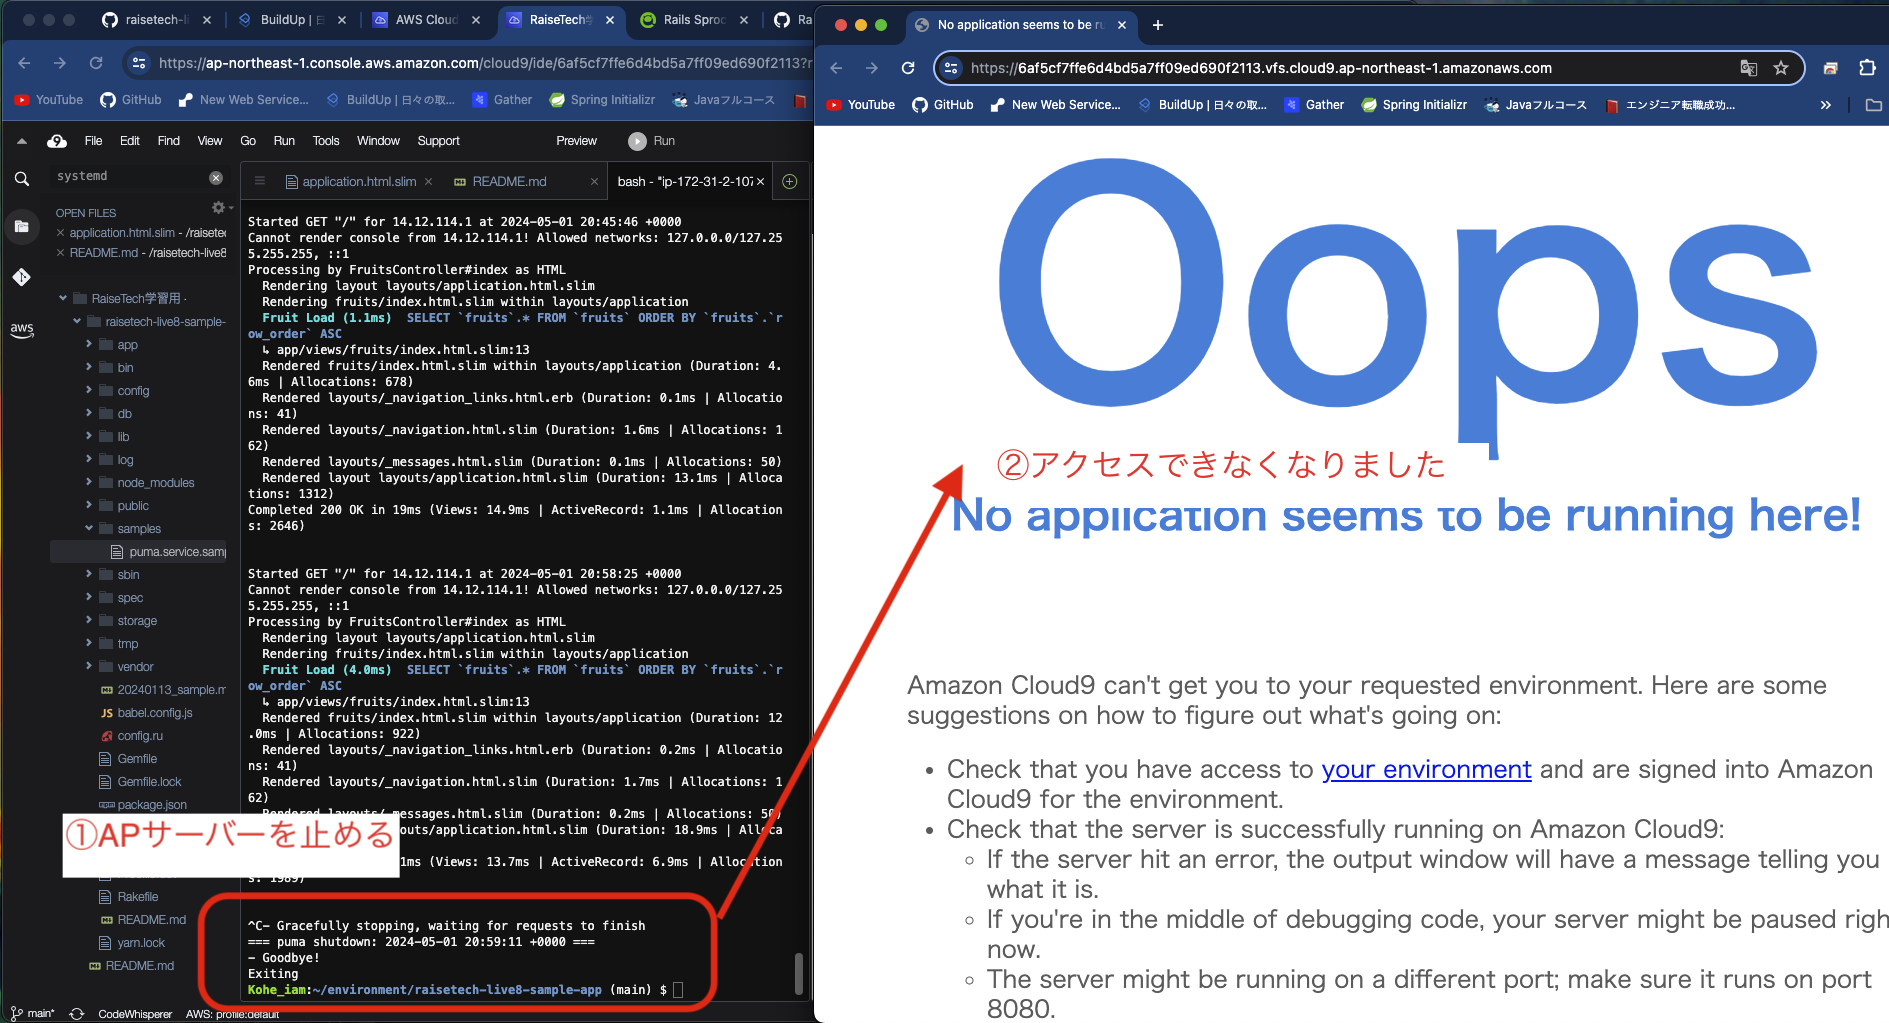 raisetech-l
BuildUp | 日
AWS Cloud
RaiseTech学
Rails Sproc
Ra
https://ap-northeast-1.console.aws.amazon.com/cloud9/ide/6af5cf7ffe6d4bd5a7ff09ed690f2113?r
YouTube
GitHub
New Web Service...
BuildUp | 日々の取...
Gather
Spring Initializr
Javaフルコース
File Edit Find View Go Run Tools Window Support Preview Run
systemd
OPEN FILES
application.html.slim - /raisetec
README.md - /raisetech-live8
RaiseTech学習用 -
raisetech-live8-sample-
app
bin
config
db
lib
log
node_modules
public
samples
puma.service.samp
sbin
spec
storage
tmp
vendor
20240113_sample.m
babel.config.js
config.ru
Gemfile
Gemfile.lock
package.json
Rakefile
README.md
yarn.lock
README.md
aws
application.html.slim
README.md
bash - "ip-172-31-2-107
Started GET "/" for 14.12.114.1 at 2024-05-01 20:45:46 +0000
Cannot render console from 14.12.114.1! Allowed networks: 127.0.0.0/127.25
5.255.255, ::1
Processing by FruitsController#index as HTML
Rendering layout layouts/application.html.slim
Rendering fruits/index.html.slim within layouts/application
Fruit Load (1.1ms)  SELECT `fruits`.* FROM `fruits` ORDER BY `fruits`.`r
ow_order` ASC
↳ app/views/fruits/index.html.slim:13
Rendered fruits/index.html.slim within layouts/application (Duration: 4.
6ms | Allocations: 678)
Rendered layouts/_navigation_links.html.erb (Duration: 0.1ms | Allocatio
ns: 41)
Rendered layouts/_navigation.html.slim (Duration: 1.6ms | Allocations: 1
62)
Rendered layouts/_messages.html.slim (Duration: 0.1ms | Allocations: 50)
Rendered layout layouts/application.html.slim (Duration: 13.1ms | Alloca
tions: 1312)
Completed 200 OK in 19ms (Views: 14.9ms | ActiveRecord: 1.1ms | Allocation
s: 2646)
Started GET "/" for 14.12.114.1 at 2024-05-01 20:58:25 +0000
Cannot render console from 14.12.114.1! Allowed networks: 127.0.0.0/127.25
5.255.255, ::1
Processing by FruitsController#index as HTML
Rendering layout layouts/application.html.slim
Rendering fruits/index.html.slim within layouts/application
Fruit Load (4.0ms)  SELECT `fruits`.* FROM `fruits` ORDER BY `fruits`.`r
ow_order` ASC
↳ app/views/fruits/index.html.slim:13
Rendered fruits/index.html.slim within layouts/application (Duration: 12
.0ms | Allocations: 922)
Rendered layouts/_navigation_links.html.erb (Duration: 0.2ms | Allocatio
ns: 41)
Rendered layouts/_navigation.html.slim (Duration: 1.7ms | Allocations: 1
62)
Rendered layouts/_messages.html.slim (Duration: 0.2ms | Allocations: 50)
outs/application.html.slim (Duration: 18.9ms | Alloca
1ms (Views: 13.7ms | ActiveRecord: 6.9ms | Allocation
s: 1989)
①APサーバーを止める
^C- Gracefully stopping, waiting for requests to finish
=== puma shutdown: 2024-05-01 20:59:11 +0000 ===
- Goodbye!
Exiting
Kohe_iam:~/environment/raisetech-live8-sample-app (main) $
main* CodeWhisperer AWS: profile:default
No application seems to be ru
https://6af5cf7ffe6d4bd5a7ff09ed690f2113.vfs.cloud9.ap-northeast-1.amazonaws.com
YouTube
GitHub
New Web Service...
BuildUp | 日々の取...
Gather
Spring Initializr
Javaフルコース
エンジニア転職成功...
Oops
②アクセスできなくなりました
No application seems to be running here!
Amazon Cloud9 can't get you to your requested environment. Here are some
suggestions on how to figure out what's going on:
• Check that you have access to your environment and are signed into Amazon
Cloud9 for the environment.
• Check that the server is successfully running on Amazon Cloud9:
◦ If the server hit an error, the output window will have a message telling you
what it is.
◦ If you're in the middle of debugging code, your server might be paused righ
now.
◦ The server might be running on a different port; make sure it runs on port
8080.